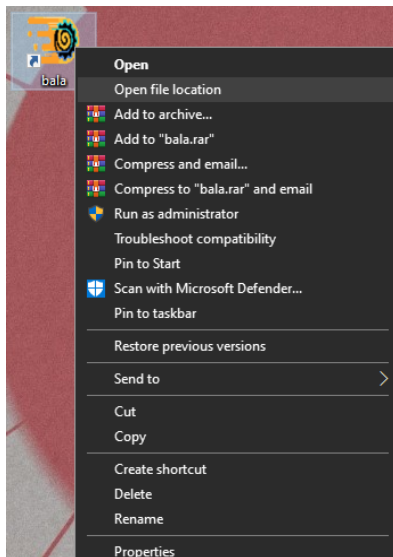 bala
Open
Open file location
Add to archive...
Add to "bala.rar"
Compress and email...
Compress to "bala.rar" and email
Run as administrator
Troubleshoot compatibility
Pin to Start
Scan with Microsoft Defender...
Pin to taskbar
Restore previous versions
Send to
Cut
Copy
Create shortcut
Delete
Rename
Properties